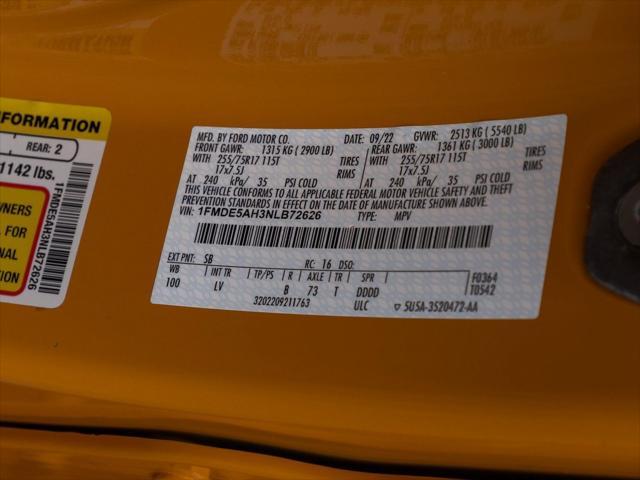 FORMATION
REAR: 2
1142 lbs.
WNERS
FOR
AL
ON
1FMDE5AH3NLB72626
MFD. BY FORD MOTOR CO.
DATE: 09/22 GVWR: 2513 KG ( 5540 LB)
FRONT GAWR: 1315 KG ( 2900 LB) REAR GAWR: 1361 KG ( 3000 LB)
WITH 255/75R17 115T TIRES WITH 255/75R17 115T TIRES
17x7.5J RIMS 17x7.5J RIMS
AT 240 kPa/ 35 PSI COLD AT 240 kPa/ 35 PSI COLD
THIS VEHICLE CONFORMS TO ALL APPLICABLE FEDERAL MOTOR VEHICLE SAFETY AND THEFT
PREVENTION STANDARDS IN EFFECT ON THE DATE OF MANUFACTURE SHOWN ABOVE.
VIN: 1FMDE5AH3NLB72626 TYPE: MPV
EXT PNT: SB RC: 16 DSO:
WB INT TR TP/PS R AXLE TR SPR F0364
100 LV B 73 T DDDD T0542
3202209211763 ULC ▽ 5U5A-3520472-AA